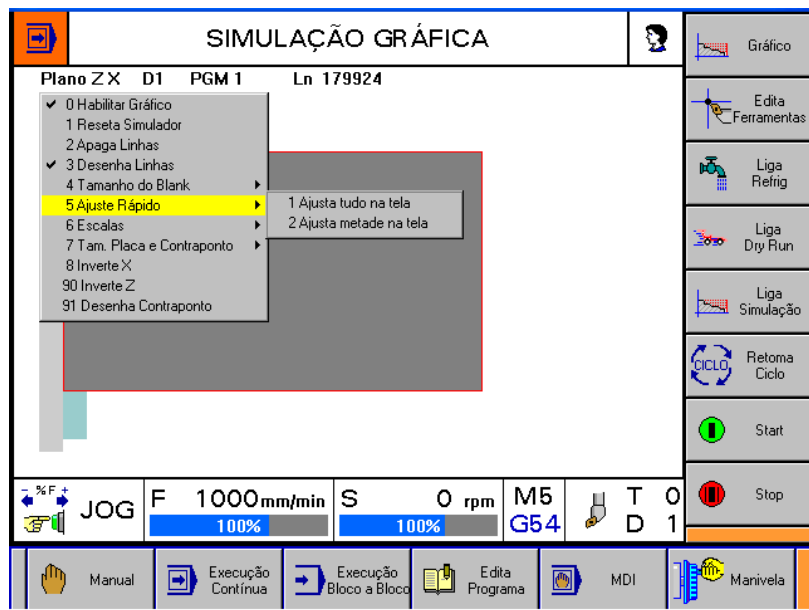 SIMULAÇÃO GRÁFICA
Plano Z X D1 PGM 1 Ln 179924
0 Habilitar Gráfico
1 Reseta Simulador
2 Apaga Linhas
3 Desenha Linhas
4 Tamanho do Blank
5 Ajuste Rápido
6 Escalas
7 Tam. Placa e Contraponto
8 Inverte X
90 Inverte Z
91 Desenha Contraponto
1 Ajusta tudo na tela
2 Ajusta metade na tela
Gráfico
Edita
Ferramentas
Liga
Refrig
Liga
Dry Run
Liga
Simulação
CICLO
Retoma
Ciclo
Start
Stop
- %F +
JOG
F 1000 mm/min
100%
S 0 rpm
100%
M5
G54
T 0
D 1
Manual
Execução
Contínua
Execução
Bloco a Bloco
Edita
Programa
MDI
Manivela